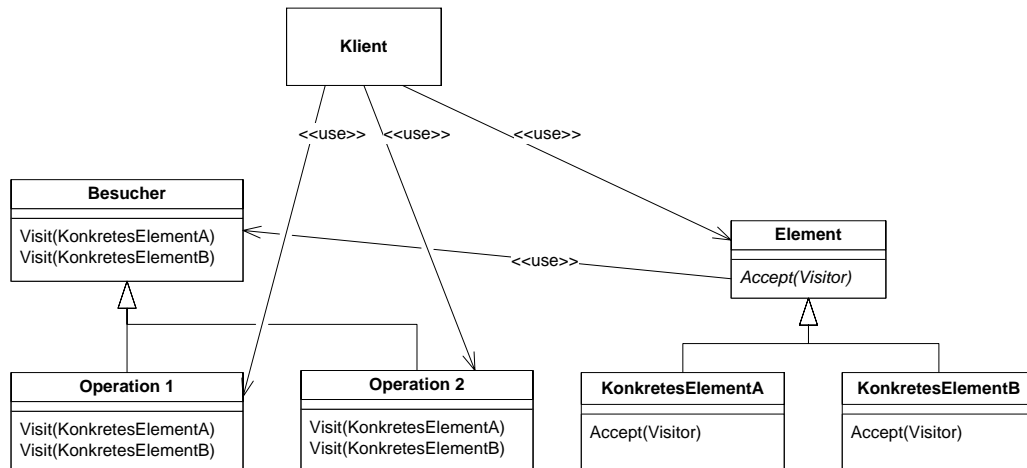 Klient
<<use>>
<<use>>
<<use>>
Besucher
Visit(KonkretesElementA)
Visit(KonkretesElementB)
Element
Accept(Visitor)
<<use>>
Operation 1
Visit(KonkretesElementA)
Visit(KonkretesElementB)
Operation 2
Visit(KonkretesElementA)
Visit(KonkretesElementB)
KonkretesElementA
Accept(Visitor)
KonkretesElementB
Accept(Visitor)